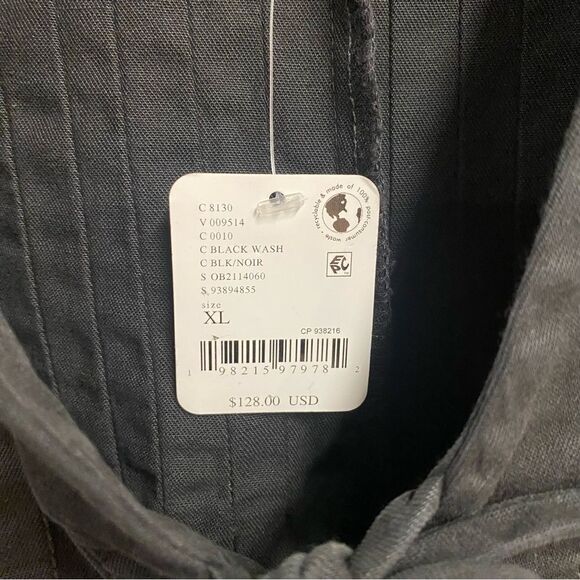 C 8130
V 009514
C 0010
C BLACK WASH
C BLK/NOIR
S OB2114060
S 93894855
size
XL
CP 938216
1 98215 97978 2
$128.00 USD
recyclable & made of 100% post-consumer waste •
EPC